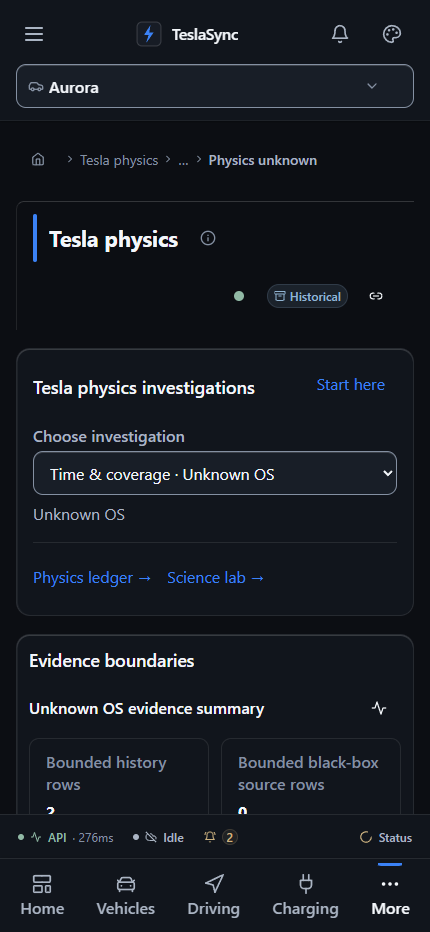 TeslaSync
Aurora
Tesla physics > ... > Physics unknown
Tesla physics
Historical
Tesla physics investigations
Start here
Choose investigation
Time & coverage · Unknown OS
Unknown OS
Physics ledger → Science lab →
Evidence boundaries
Unknown OS evidence summary
Bounded history
rows
2
Bounded black-box
source rows
0
API · 276ms
Idle
2
Status
Home
Vehicles
Driving
Charging
More